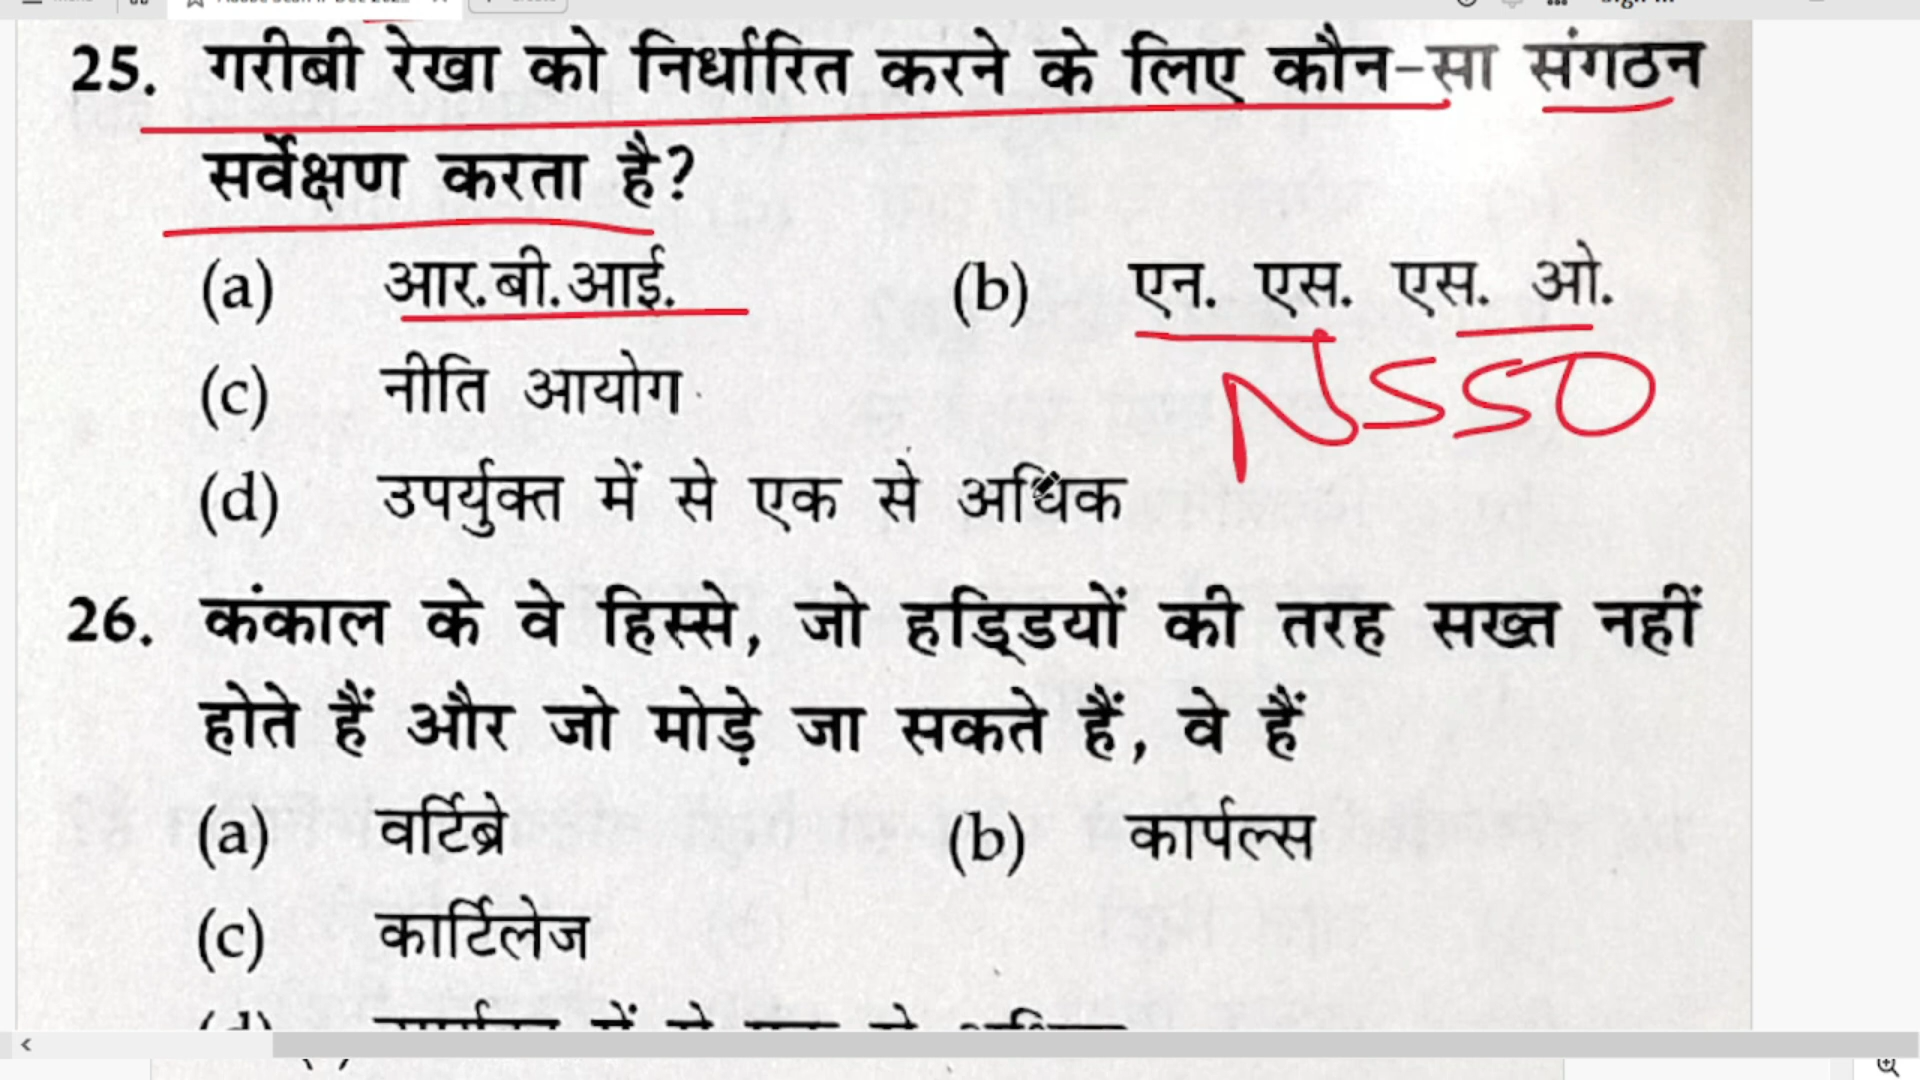 25. गरीबी रेखा को निर्धारित करने के लिए कौन-सा संगठन
सर्वेक्षण करता है?
(a) आर.बी.आई. (b) एन. एस. एस. ओ.
NSSO
(c) नीति आयोग
(d) उपर्युक्त में से एक से अधिक
26. कंकाल के वे हिस्से, जो हड्डियों की तरह सख्त नहीं
होते हैं और जो मोड़े जा सकते हैं, वे हैं
(a) वर्टिब्रे (b) कार्पल्स
(c) कार्टिलेज